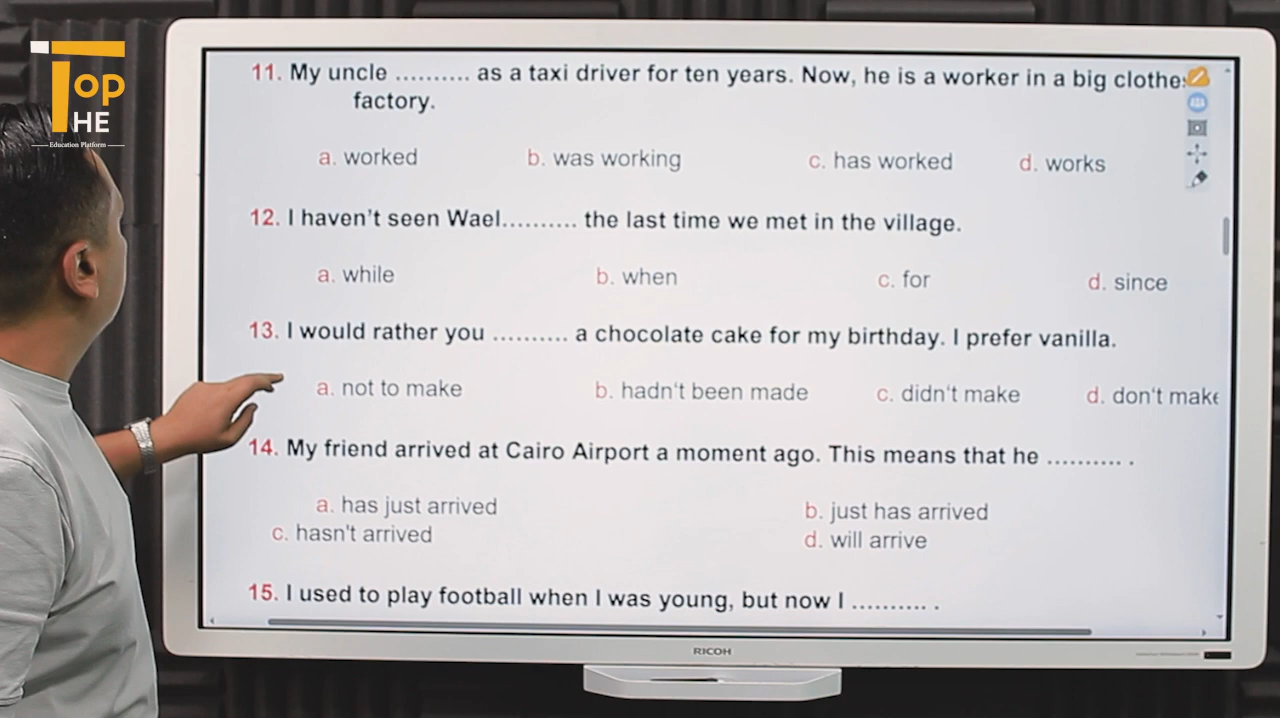 Top
HE
Education Platform
11. My uncle .......... as a taxi driver for ten years. Now, he is a worker in a big clothes
factory.
a. worked b. was working c. has worked d. works
12. I haven't seen Wael.......... the last time we met in the village.
a. while b. when c. for d. since
13. I would rather you .......... a chocolate cake for my birthday. I prefer vanilla.
a. not to make b. hadn't been made c. didn't make d. don't make
14. My friend arrived at Cairo Airport a moment ago. This means that he .......... .
a. has just arrived b. just has arrived
c. hasn't arrived d. will arrive
15. I used to play football when I was young, but now I .......... .
RICOH